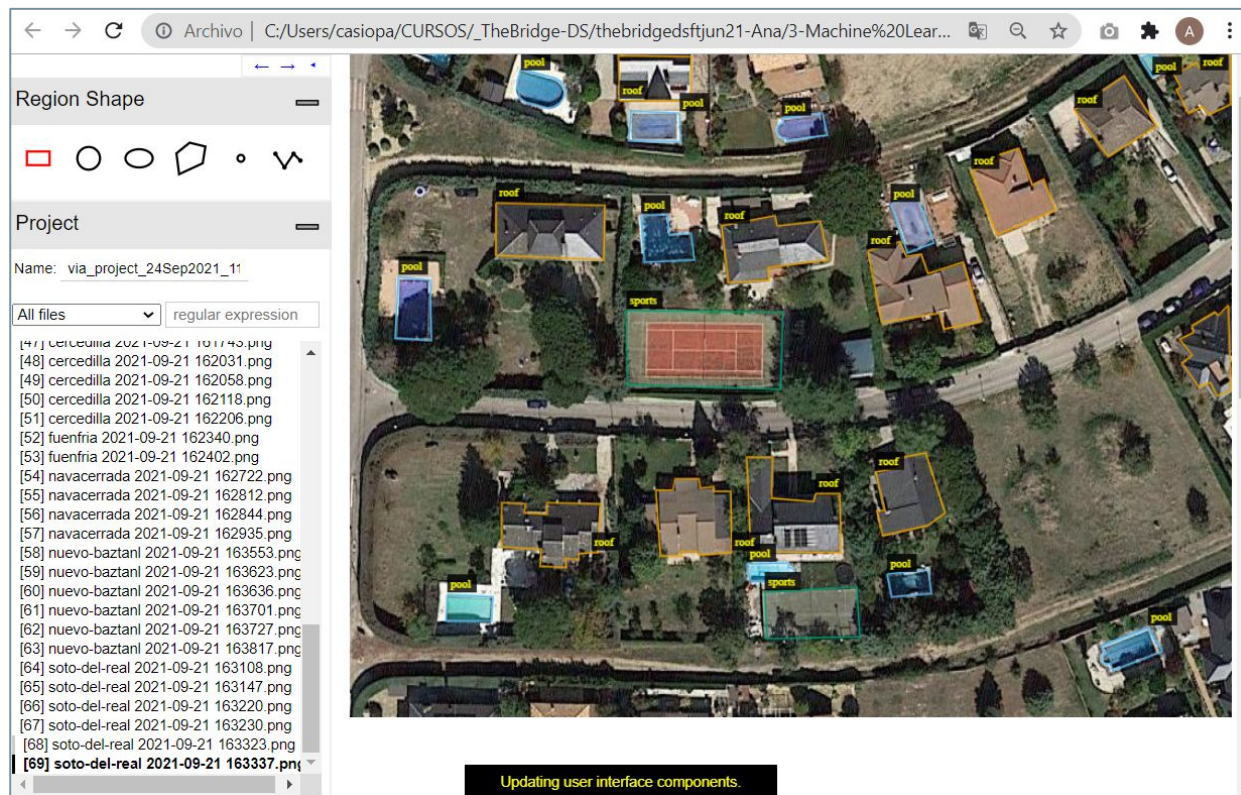 Archivo | C:/Users/casiopa/CURSOS/_TheBridge-DS/thebridgedsftjun21-Ana/3-Machine%20Lear...
A
Region Shape
Project
Name: via_project_24Sep2021_11
All files
regular expression
[47] cercedilla 2021-09-21 161743.png
[48] cercedilla 2021-09-21 162031.png
[49] cercedilla 2021-09-21 162058.png
[50] cercedilla 2021-09-21 162118.png
[51] cercedilla 2021-09-21 162206.png
[52] fuenfria 2021-09-21 162340.png
[53] fuenfria 2021-09-21 162402.png
[54] navacerrada 2021-09-21 162722.png
[55] navacerrada 2021-09-21 162812.png
[56] navacerrada 2021-09-21 162844.png
[57] navacerrada 2021-09-21 162935.png
[58] nuevo-baztanl 2021-09-21 163553.png
[59] nuevo-baztanl 2021-09-21 163623.png
[60] nuevo-baztanl 2021-09-21 163636.png
[61] nuevo-baztanl 2021-09-21 163701.png
[62] nuevo-baztanl 2021-09-21 163727.png
[63] nuevo-baztanl 2021-09-21 163817.png
[64] soto-del-real 2021-09-21 163108.png
[65] soto-del-real 2021-09-21 163147.png
[66] soto-del-real 2021-09-21 163220.png
[67] soto-del-real 2021-09-21 163230.png
[68] soto-del-real 2021-09-21 163323.png
[69] soto-del-real 2021-09-21 163337.png
pool
roof
roof
roof
pool
pool
roof
roof
roof
pool
pool
roof
roof
pool
sports
roof
roof
roof
roof
pool
pool
pool
sports
pool
Updating user interface components.